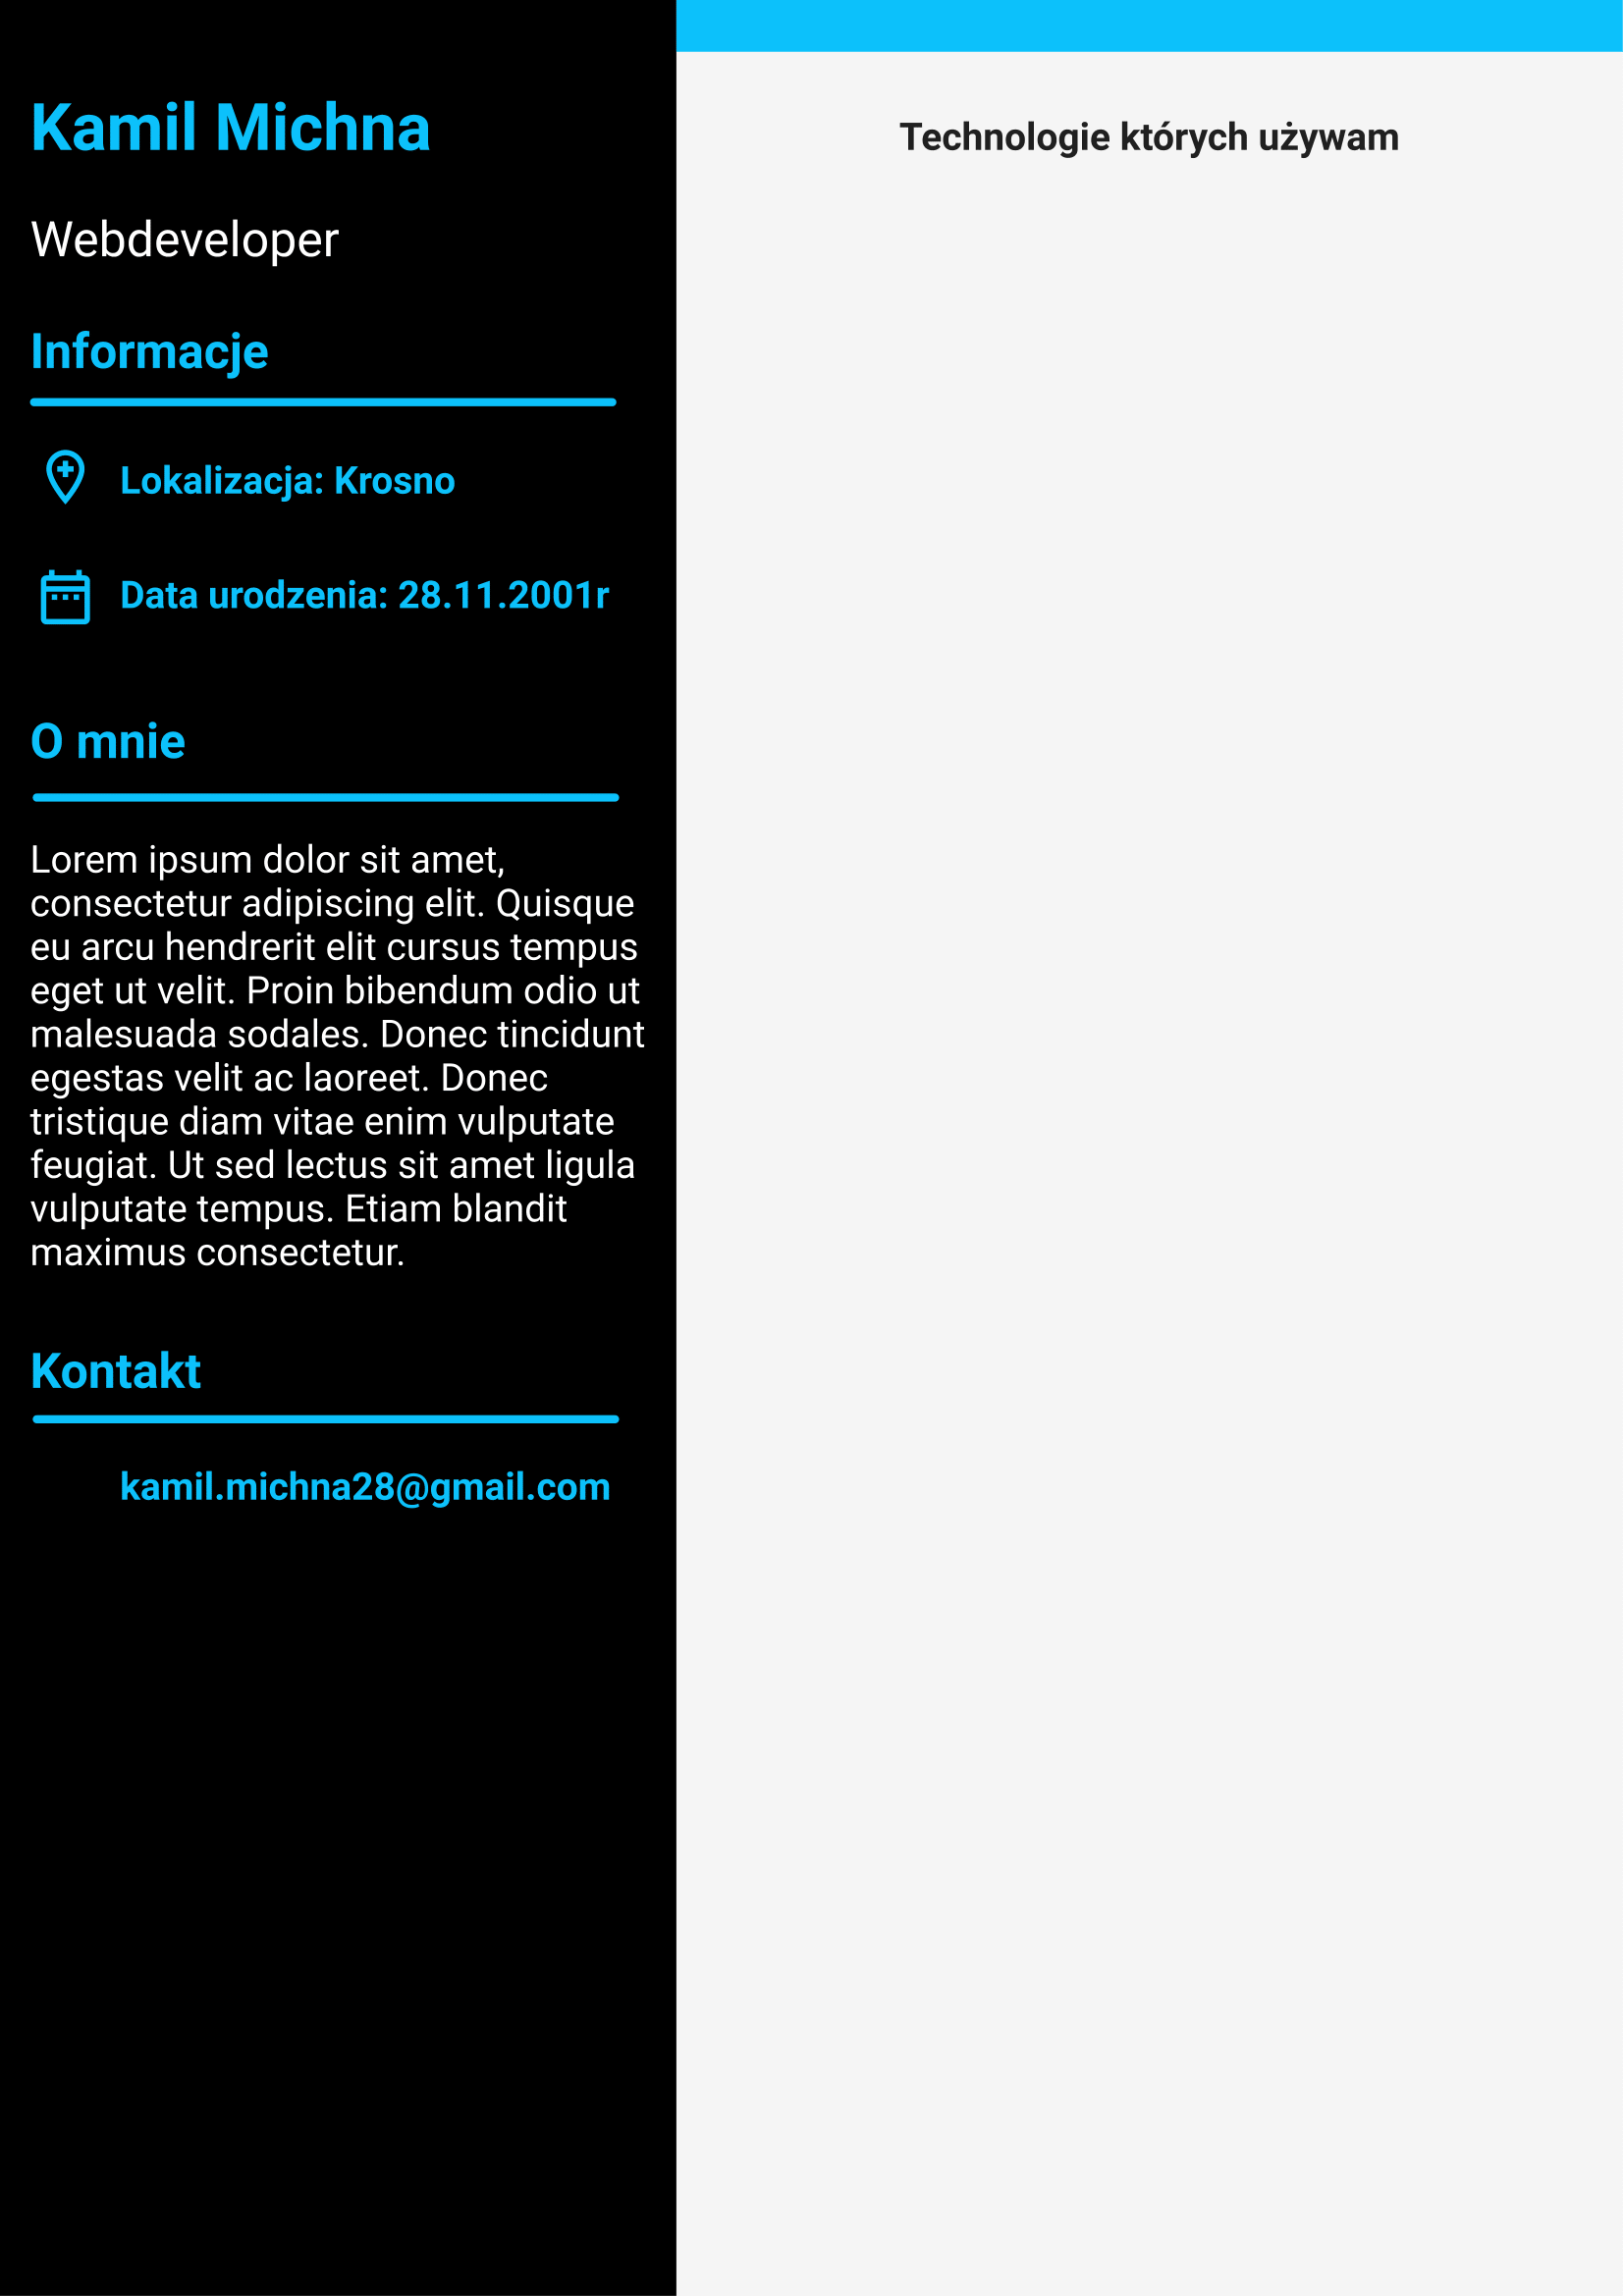 Kamil Michna
Webdeveloper
Informacje
Lokalizacja: Krosno
Data urodzenia: 28.11.2001r
O mnie
Lorem ipsum dolor sit amet,
consectetur adipiscing elit. Quisque
eu arcu hendrerit elit cursus tempus
eget ut velit. Proin bibendum odio ut
malesuada sodales. Donec tincidunt
egestas velit ac laoreet. Donec
tristique diam vitae enim vulputate
feugiat. Ut sed lectus sit amet ligula
vulputate tempus. Etiam blandit
maximus consectetur.
Kontakt
kamil.michna28@gmail.com
Technologie których używam